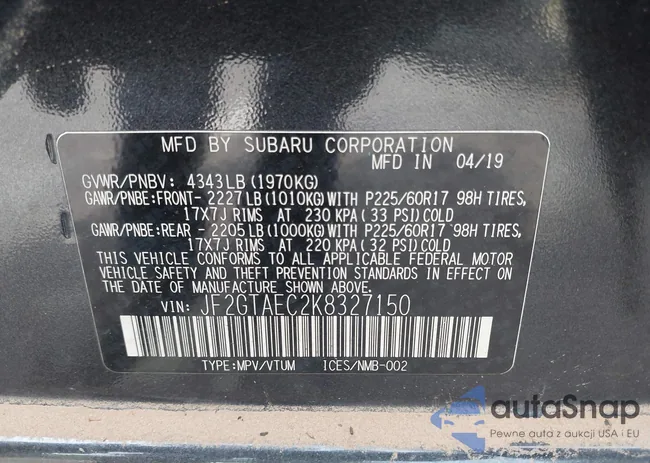 MFD BY SUBARU CORPORATION
MFD IN 04/19
GVWR/PNBV: 4343LB (1970KG)
GAWR/PNBE:FRONT- 2227LB (1010KG) WITH P225/60R17 98H TIRES,
17X7J RIMS AT 230 KPA (33 PSI) COLD
GAWR/PNBE:REAR - 2205LB (1000KG) WITH P225/60R17 98H TIRES,
17X7J RIMS AT 220 KPA (32 PSI) COLD
THIS VEHICLE CONFORMS TO ALL APPLICABLE FEDERAL MOTOR
VEHICLE SAFETY AND THEFT PREVENTION STANDARDS IN EFFECT
ON THE DATE OF MANUFACTURE SHOWN ABOVE.
VIN: JF2GTAEC2K8327150
TYPE:MPV/VTUM ICES/NMB-002
autaSnap
Pewne auta z aukcji USA i EU